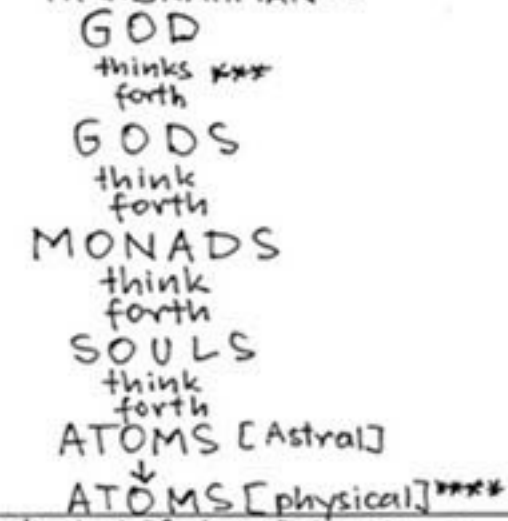 GOD
thinks ***
forth
GODS
think
forth
MONADS
think
forth
SOULS
think
forth
ATOMS [Astral]
↓
ATOMS [physical]****